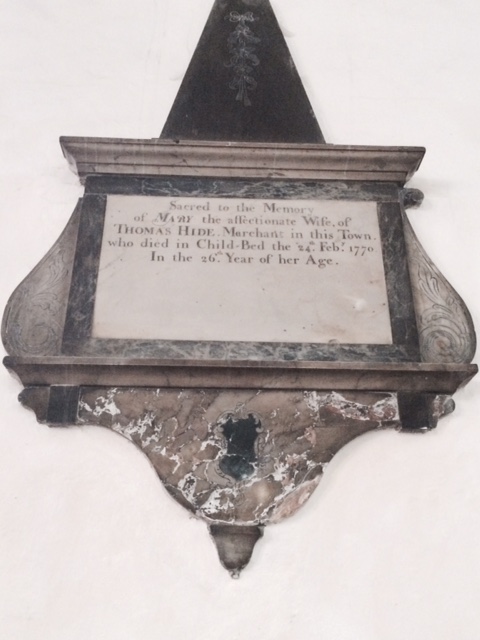 Sacred to the Memory
of MARY the affectionate Wife, of
THOMAS HIDE. Merchant in this Town.
who died in Child-Bed the 24th. Feby. 1770
In the 26th Year of her Age.